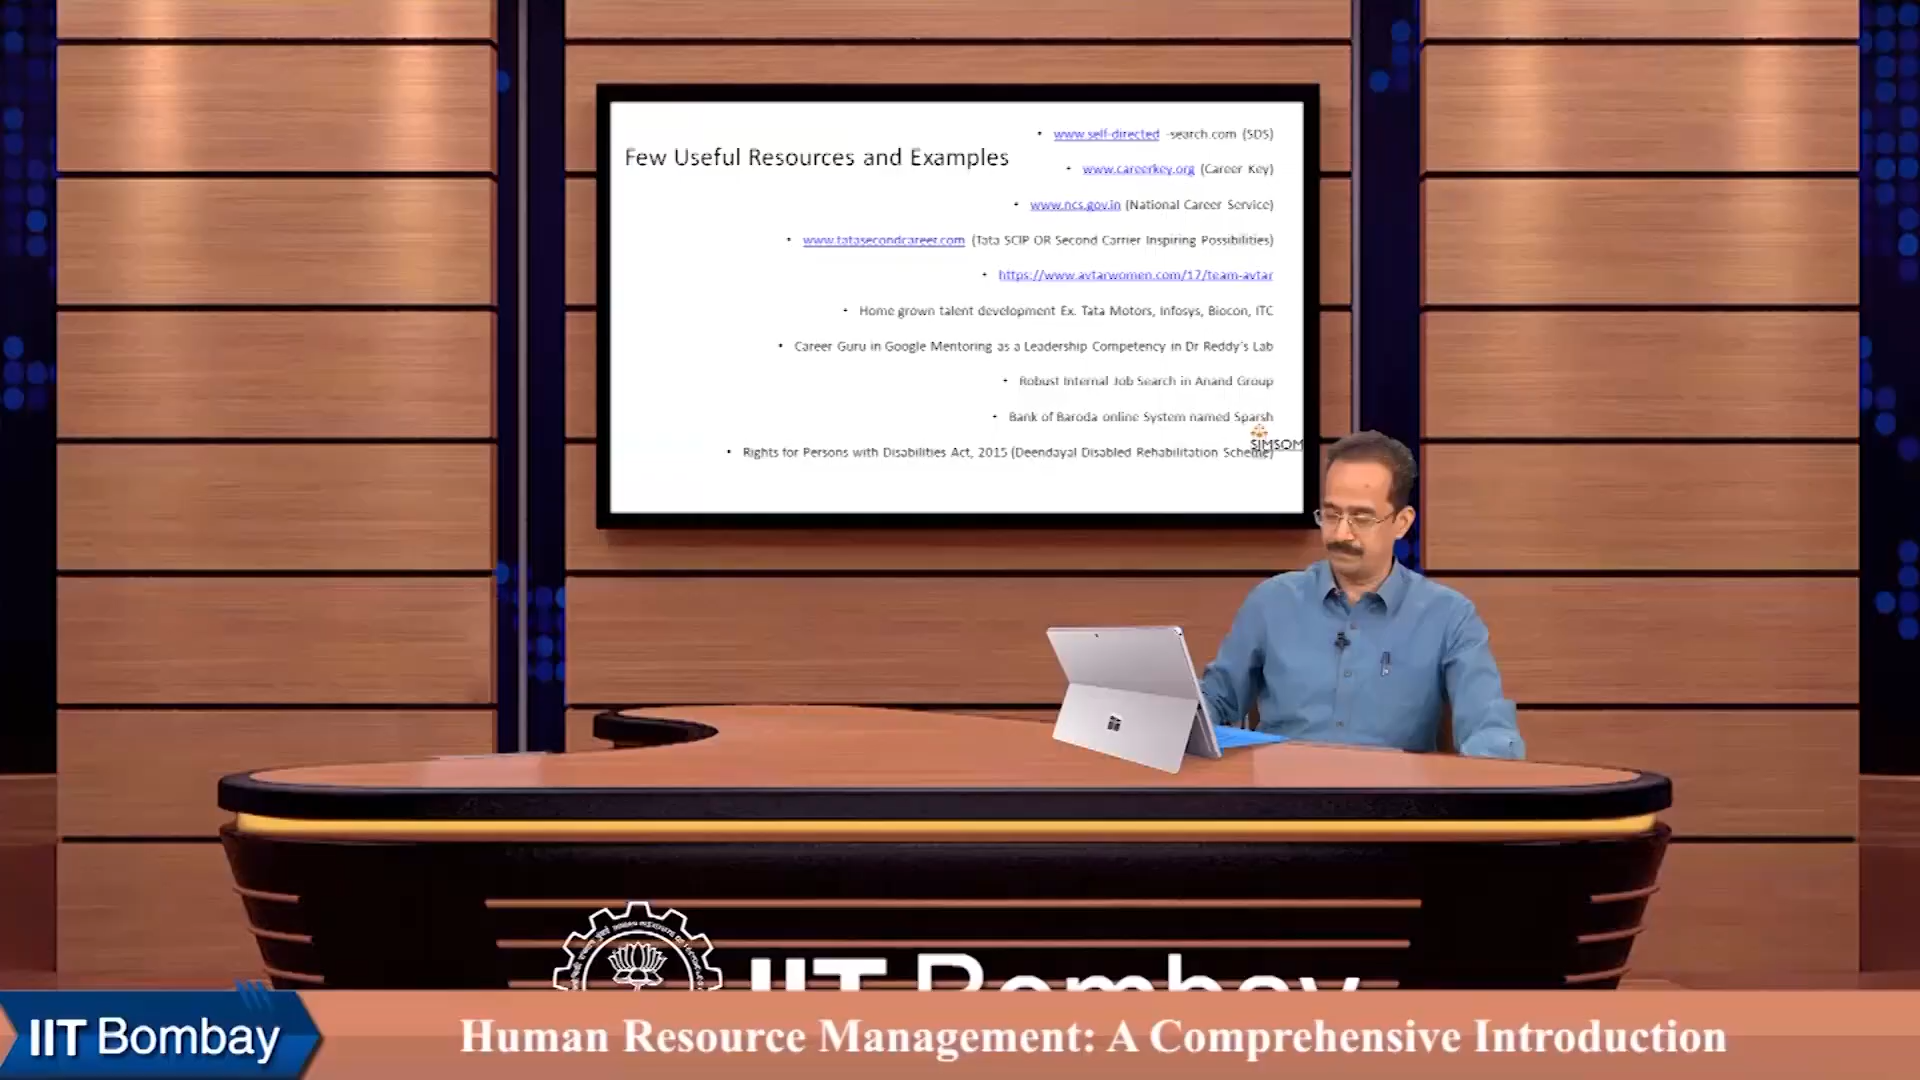 Few Useful Resources and Examples
• www.self-directed -search.com (SDS)
• www.careerkey.org (Career Key)
• www.ncs.gov.in (National Career Service)
• www.tatasecondcareer.com (Tata SCIP OR Second Carrier Inspiring Possibilities)
• https://www.avtarwomen.com/17/team-avtar
• Home grown talent development Ex. Tata Motors, Infosys, Biocon, ITC
• Career Guru in Google Mentoring as a Leadership Competency in Dr Reddy's Lab
• Robust Internal Job Search in Anand Group
• Bank of Baroda online System named Sparsh
SJMSOM
• Rights for Persons with Disabilities Act, 2015 (Deendayal Disabled Rehabilitation Scheme)
IIT Bombay
IIT Bombay
Human Resource Management: A Comprehensive Introduction